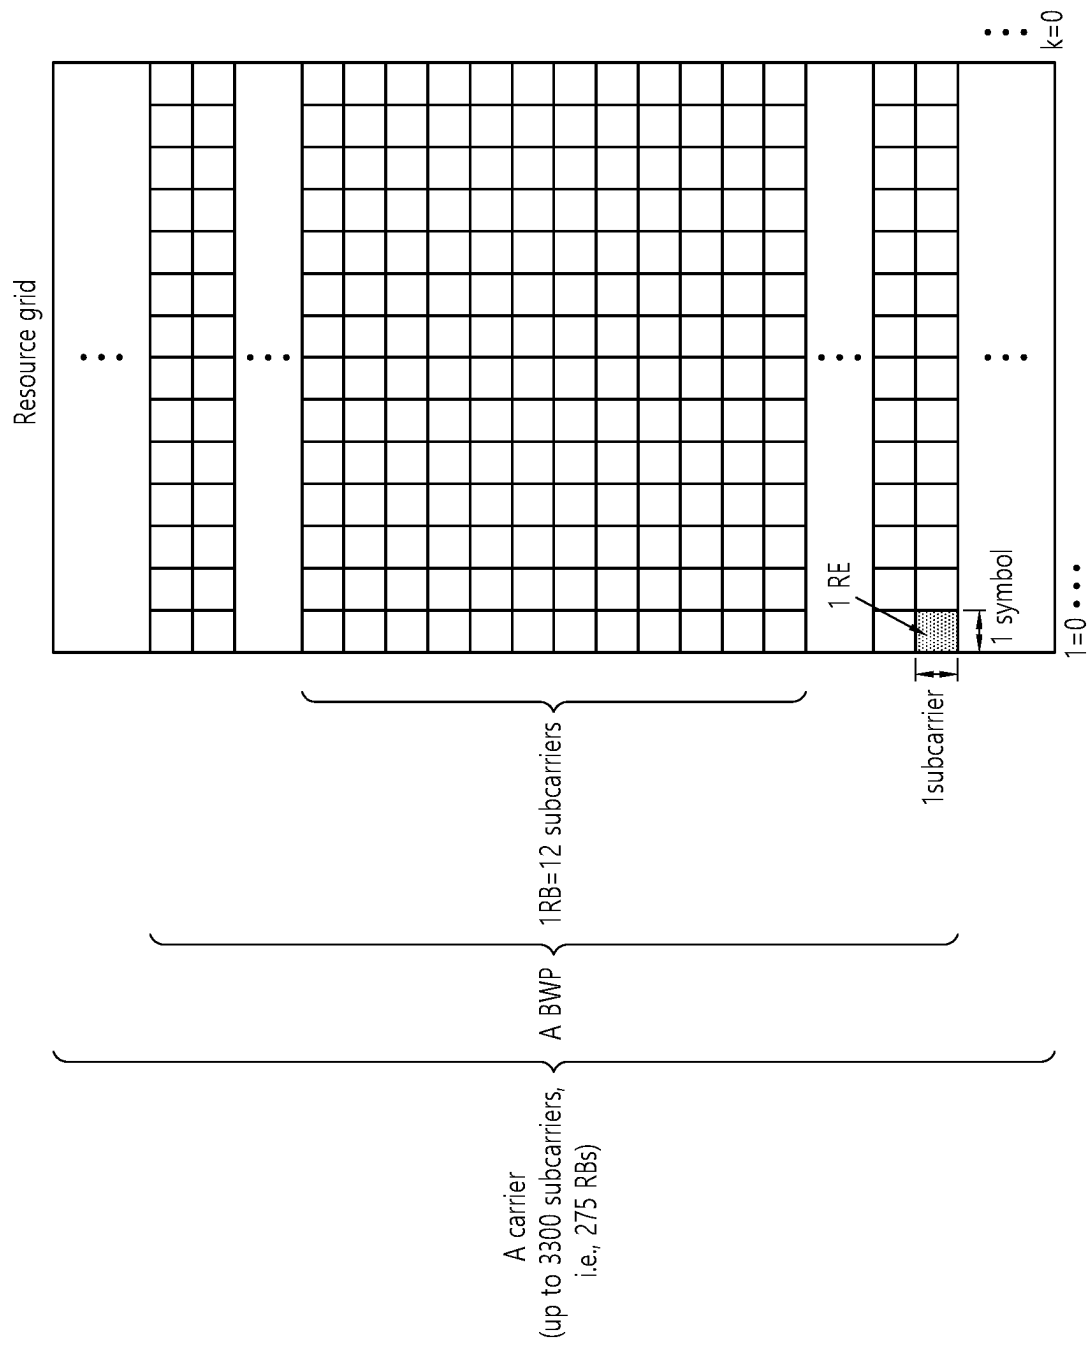 Resource grid
A carrier
(up to 3300 subcarriers,
i.e., 275 RBs)
A BWP
1RB=12 subcarriers
1subcarrier
1 RE
1 symbol
1=0
k=0